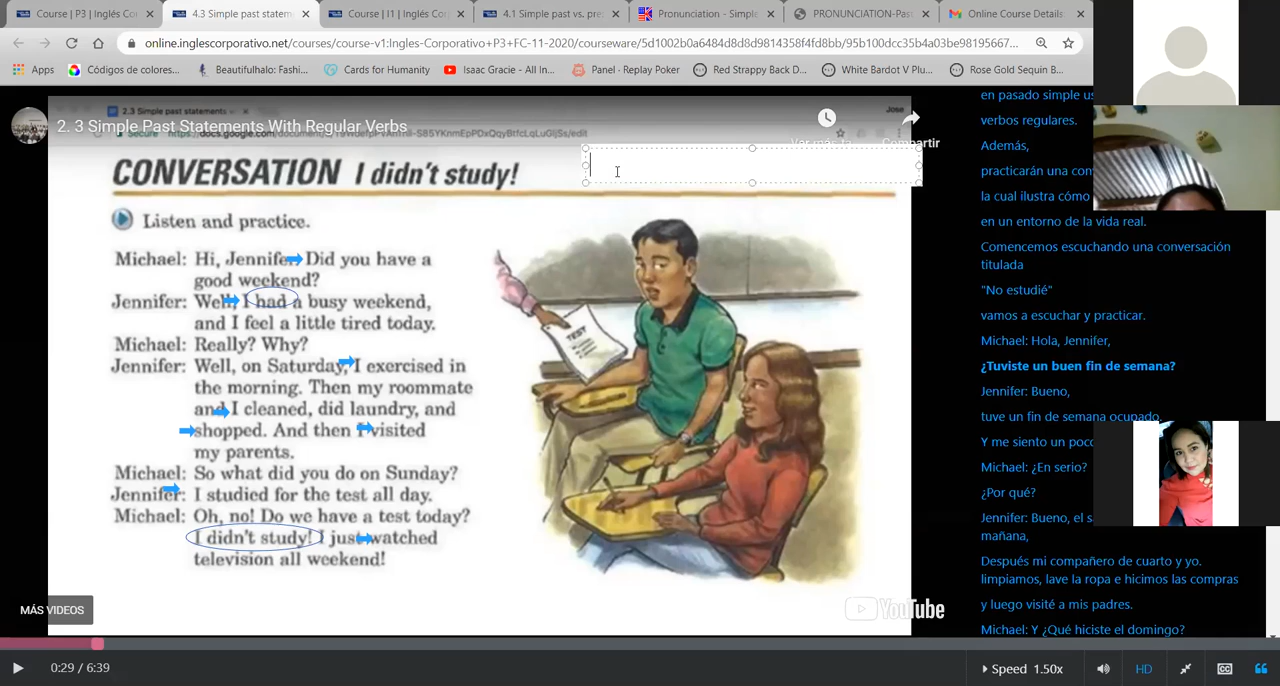 Course | P3 | Inglés Co
4.3 Simple past statem
Course | I1 | Inglés Cor
4.1 Simple past vs. pre
Pronunciation - Simple
PRONUNCIATION-Pas
Online Course Details
online.inglescorporativo.net/courses/course-v1:Ingles-Corporativo+P3+FC-11-2020/courseware/5d1002b0a6484d8d8d9814358f4fd8bb/95b100dcc35b4a03be98195667...
Apps
Códigos de colores...
Beautifulhalo: Fashi...
Cards for Humanity
Isaac Gracie - All In...
Panel · Replay Poker
Red Strappy Back D...
White Bardot V Plu...
Rose Gold Sequin B...
2.3 Simple past statements
Jose
2. 3 Simple Past Statements With Regular Verbs
Compartir
CONVERSATION I didn't study!
Listen and practice.
Michael: Hi, Jennifer. Did you have a
good weekend?
Jennifer: Well, I had a busy weekend,
and I feel a little tired today.
Michael: Really? Why?
Jennifer: Well, on Saturday, I exercised in
the morning. Then my roommate
and I cleaned, did laundry, and
shopped. And then I visited
my parents.
Michael: So what did you do on Sunday?
Jennifer: I studied for the test all day.
Michael: Oh, no! Do we have a test today?
I didn't study! I just watched
television all weekend!
TEST
MÁS VIDEOS
YouTube
0:29 / 6:39
Speed 1.50x
HD
en pasado simple us
verbos regulares.
Además,
practicarán una con
la cual ilustra cómo
en un entorno de la vida real.
Comencemos escuchando una conversación
titulada
"No estudié"
vamos a escuchar y practicar.
Michael: Hola, Jennifer,
¿Tuviste un buen fin de semana?
Jennifer: Bueno,
tuve un fin de semana ocupado,
Y me siento un poco
Michael: ¿En serio?
¿Por qué?
Jennifer: Bueno, el s
mañana,
Después mi compañero de cuarto y yo.
limpiamos, lave la ropa e hicimos las compras
y luego visité a mis padres.
Michael: Y ¿Qué hiciste el domingo?